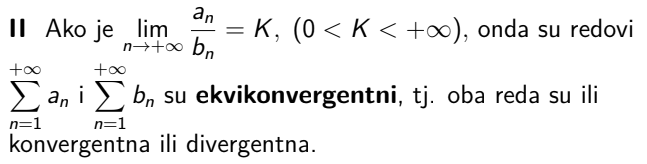 II Ako je lim_{n→+∞} a_n/b_n = K, (0 < K < +∞), onda su redovi
∑_{n=1}^{+∞} a_n i ∑_{n=1}^{+∞} b_n su ekvikonvergentni, tj. oba reda su ili
konvergentna ili divergentna.